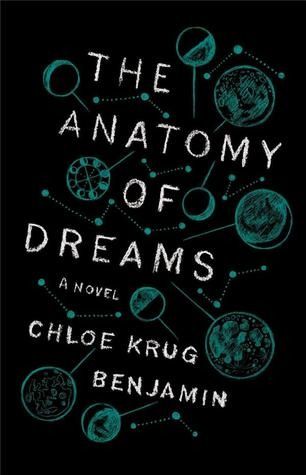 THE
ANATOMY
OF
DREAMS
A NOVEL
CHLOE KRUG
BENJAMIN